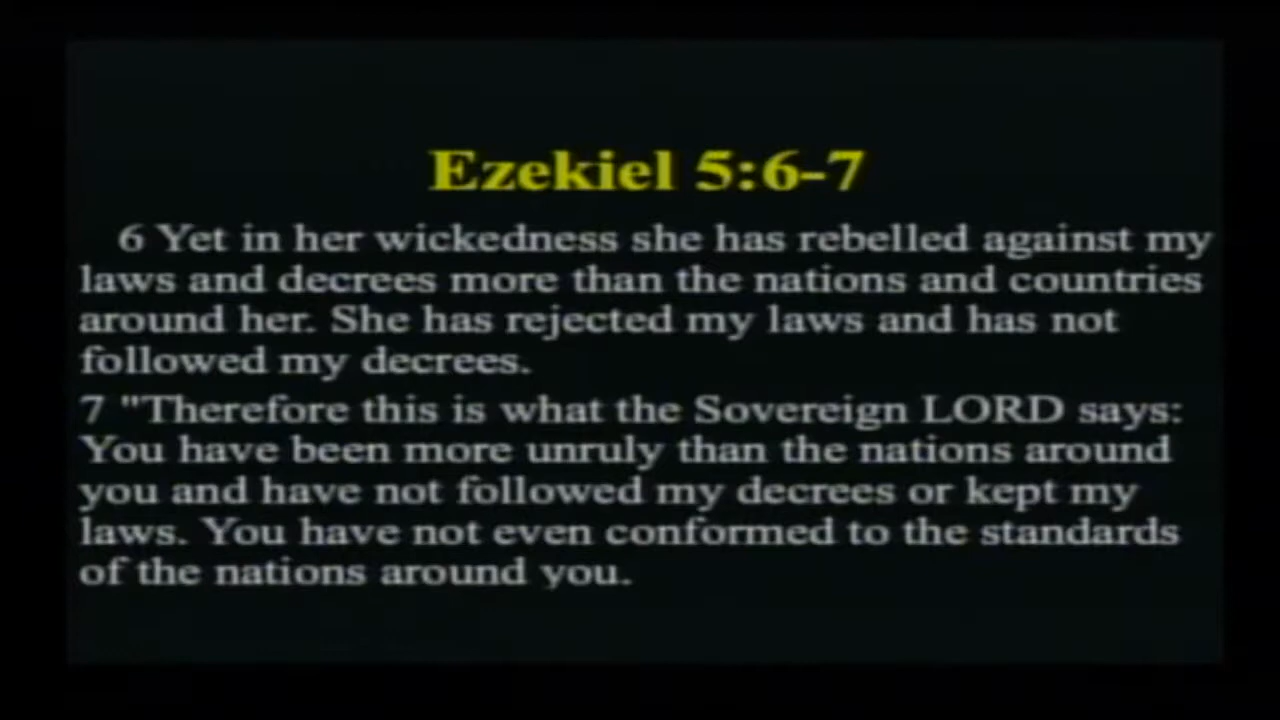 Ezekiel 5:6-7
6 Yet in her wickedness she has rebelled against my
laws and decrees more than the nations and countries
around her. She has rejected my laws and has not
followed my decrees.
7 "Therefore this is what the Sovereign LORD says:
You have been more unruly than the nations around
you and have not followed my decrees or kept my
laws. You have not even conformed to the standards
of the nations around you.